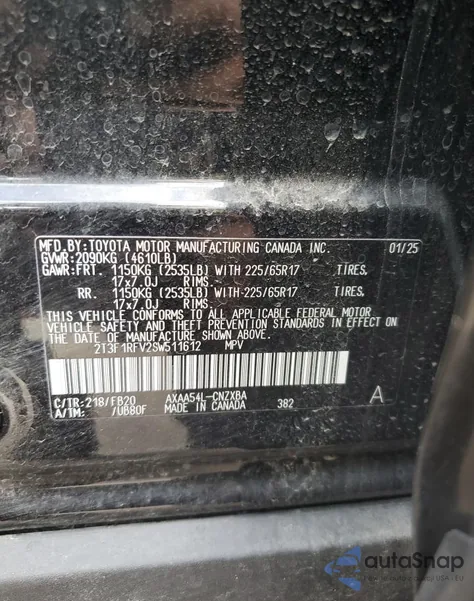 MFD.BY:TOYOTA MOTOR MANUFACTURING CANADA INC. 01/25
GVWR:2090KG (4610LB)
GAWR:FRT. 1150KG (2535LB) WITH 225/65R17 TIRES,
17x7.0J RIMS
RR. 1150KG (2535LB) WITH 225/65R17 TIRES,
17x7.0J RIMS
THIS VEHICLE CONFORMS TO ALL APPLICABLE FEDERAL MOTOR
VEHICLE SAFETY AND THEFT PREVENTION STANDARDS IN EFFECT
ON THE DATE OF MANUFACTURE SHOWN ABOVE.
2T3F1RFV2SW511612 MPV
C/TR:218/FB20 AXAA54L-CNZXBA A
A/TM: /UB80F MADE IN CANADA 382
autoSnap